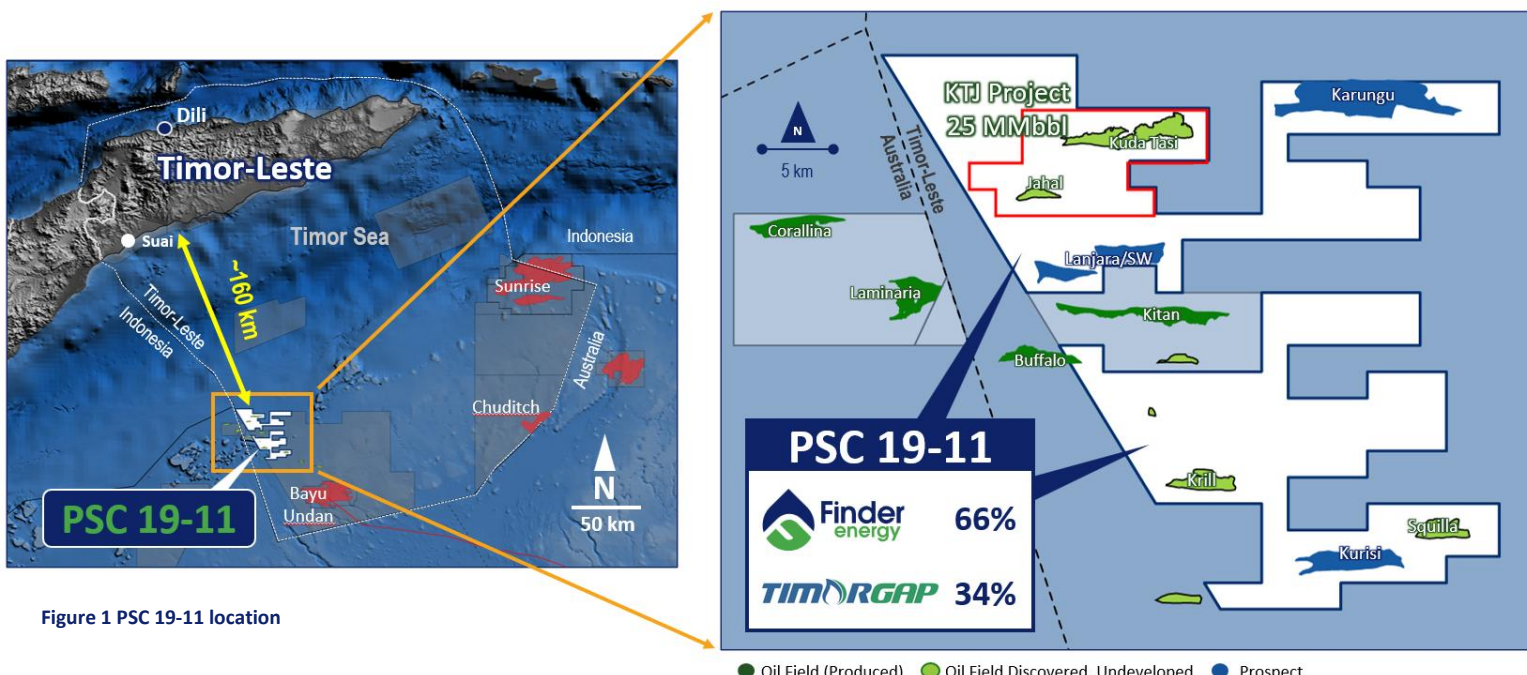 Dili
Timor-Leste
Suai
Timor Sea
~160 km
Timor-Leste
Indonesia
Indonesia
Sunrise
Australia
Chuditch
Bayu
Undan
PSC 19-11
N
50 km
Figure 1 PSC 19-11 location
N
5 km
Timor-Leste
Australia
KTJ Project
25 MMbbl
Kuda Tasi
Jahal
Karungu
Corallina
Laminaria
Lanjara/SW
Kitan
Buffalo
Krill
Squilla
Kurisi
PSC 19-11
Finder
energy
66%
TIMORGAP
34%
Oil Field (Produced)
Oil Field Discovered, Undeveloped
Prospect